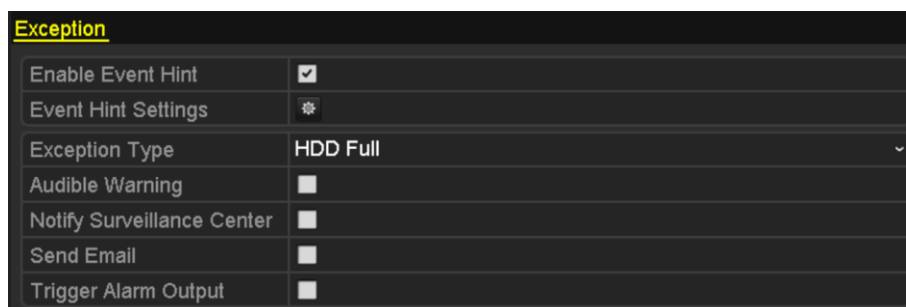 Exception
Enable Event Hint
Event Hint Settings
Exception Type HDD Full
Audible Warning
Notify Surveillance Center
Send Email
Trigger Alarm Output